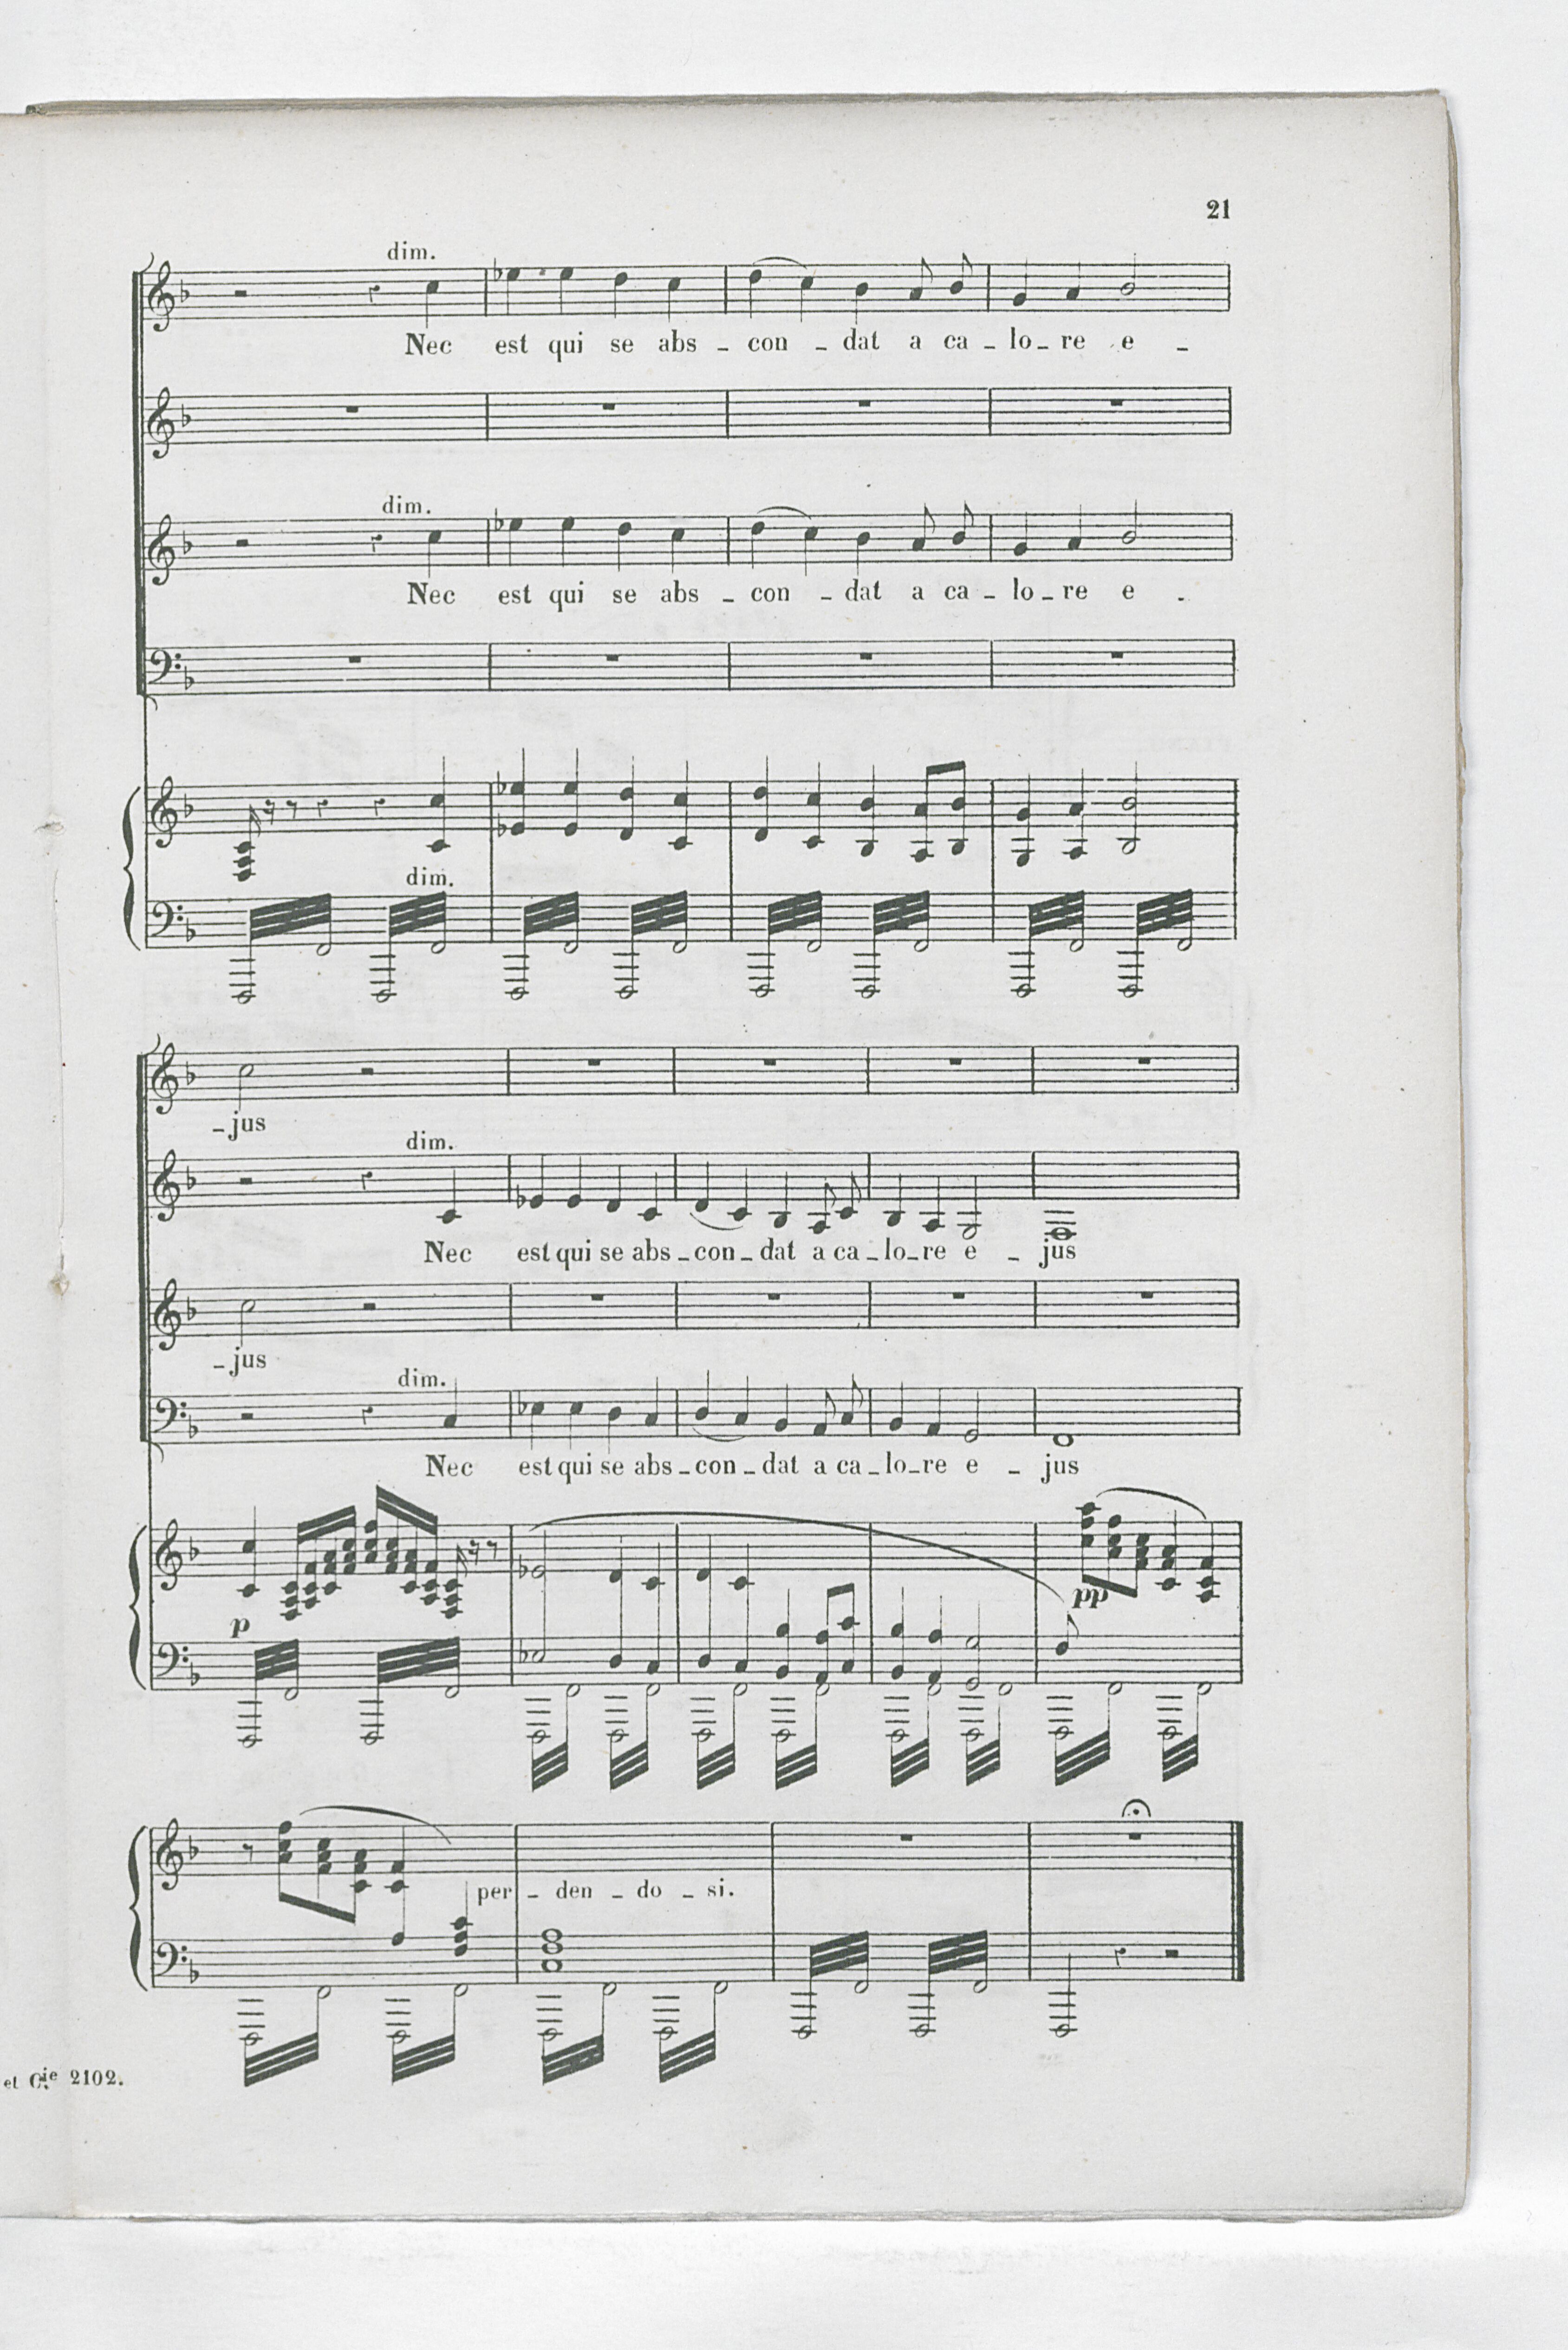 21
dim.
Nec est qui se abs _ con _ dat a ca _ lo _ re e _
dim.
Nec est qui se abs _ con _ dat a ca _ lo _ re e _
dim.
_ jus
dim.
Nec est qui se abs _ con _ dat a ca _ lo _ re e _ jus
_ jus
dim.
Nec est qui se abs _ con _ dat a ca _ lo _ re e _ jus
p
pp
per _ den _ do _ si.
et Cie 2102.